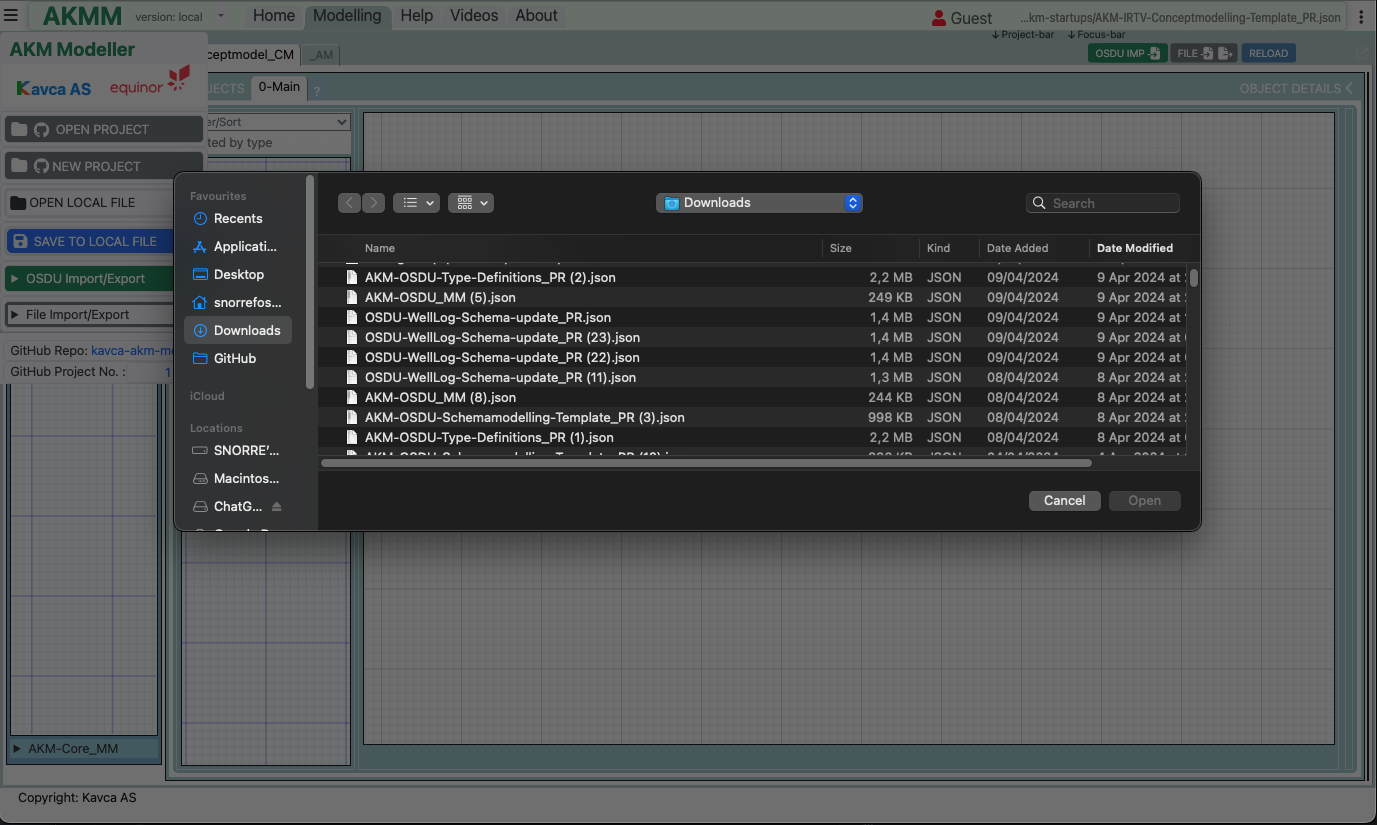 AKMM version: local Home Modelling Help Videos About Guest ...km-startups/AKM-IRTV-Conceptmodelling-Template_PR.json
↓Project-bar ↓Focus-bar
AKM Modeller
ceptmodel_CM _AM
OSDU IMP FILE RELOAD
Kavca AS equinor
JECTS 0-Main ? OBJECT DETAILS
OPEN PROJECT
er/Sort
ted by type
NEW PROJECT
OPEN LOCAL FILE
SAVE TO LOCAL FILE
OSDU Import/Export
File Import/Export
GitHub Repo: kavca-akm-m
GitHub Project No. : 1
AKM-Core_MM
Copyright: Kavca AS
Favourites
Recents
Applicati...
Desktop
snorrefos...
Downloads
GitHub
iCloud
Locations
SNORRE'...
Macintos...
ChatG...
Downloads
Search
Name Size Kind Date Added Date Modified
AKM-OSDU-Type-Definitions_PR (2).json 2,2 MB JSON 09/04/2024 9 Apr 2024 at
AKM-OSDU_MM (5).json 249 KB JSON 09/04/2024 9 Apr 2024 at
OSDU-WellLog-Schema-update_PR.json 1,4 MB JSON 09/04/2024 9 Apr 2024 at
OSDU-WellLog-Schema-update_PR (23).json 1,4 MB JSON 09/04/2024 9 Apr 2024 at
OSDU-WellLog-Schema-update_PR (22).json 1,4 MB JSON 09/04/2024 9 Apr 2024 at
OSDU-WellLog-Schema-update_PR (11).json 1,3 MB JSON 08/04/2024 8 Apr 2024 at
AKM-OSDU_MM (8).json 244 KB JSON 08/04/2024 8 Apr 2024 at
AKM-OSDU-Schemamodelling-Template_PR (3).json 998 KB JSON 08/04/2024 8 Apr 2024 at
AKM-OSDU-Type-Definitions_PR (1).json 2,2 MB JSON 08/04/2024 8 Apr 2024 at
Cancel Open